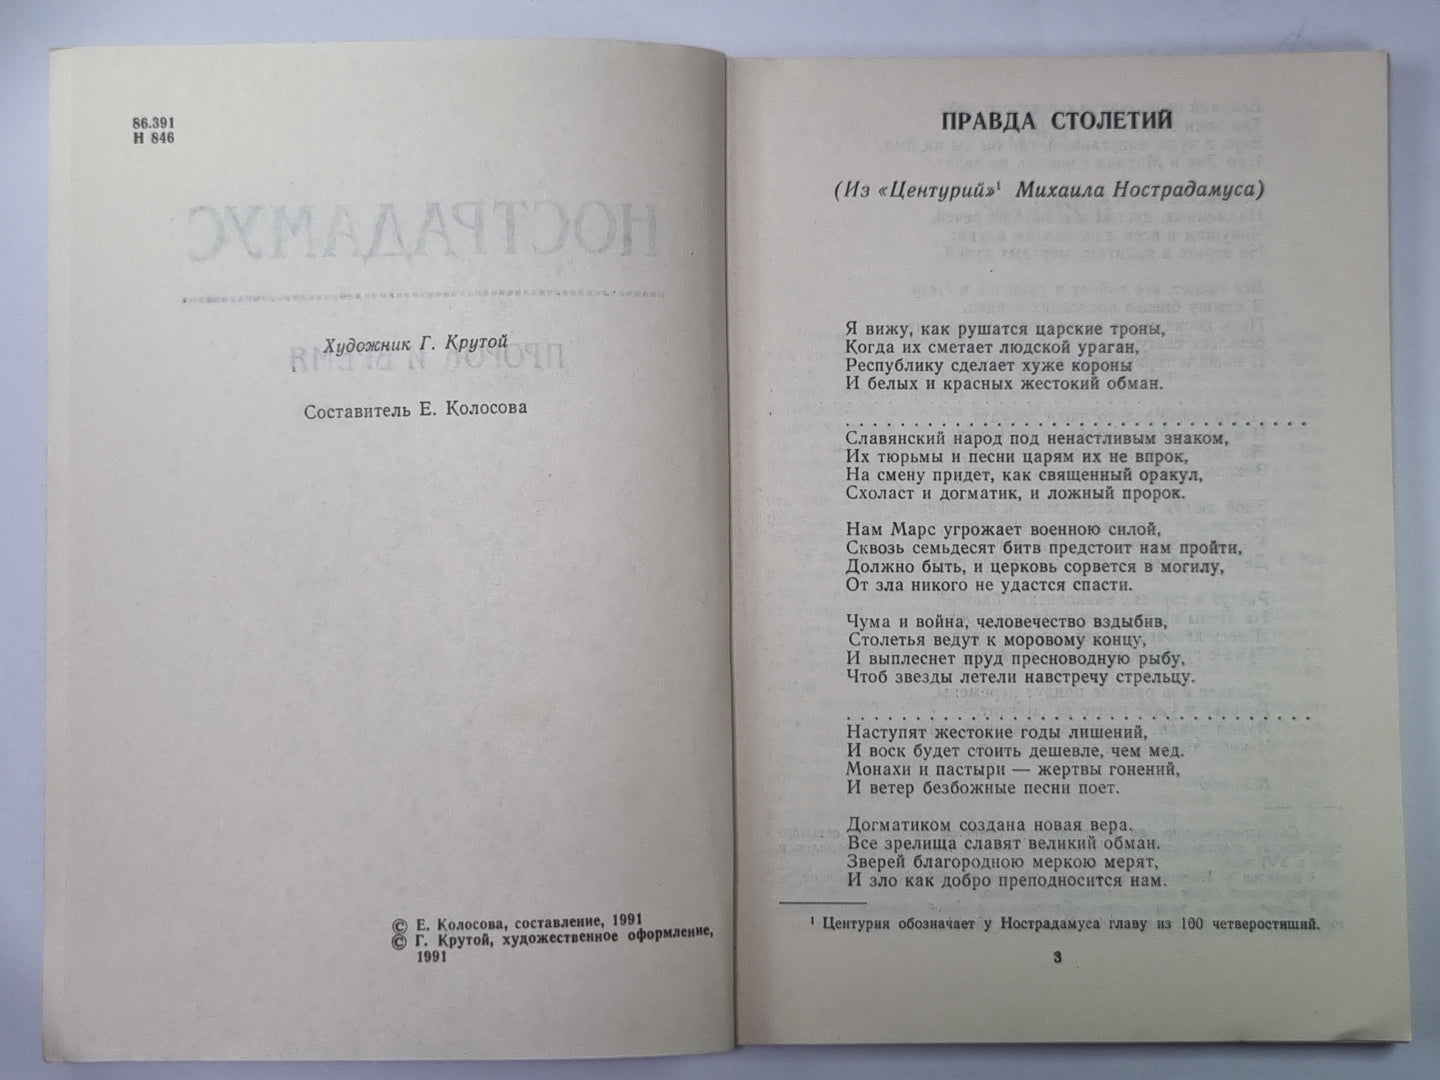 86.391
Н 846
НОСТРАДАМУС
ПРОРОК И ВРЕМЯ
Художник Г. Крутой
Составитель Е. Колосова
© Е. Колосова, составление, 1991
© Г. Крутой, художественное оформление,
1991
ПРАВДА СТОЛЕТИЙ
(Из «Центурий»¹ Михаила Нострадамуса)
Я вижу, как рушатся царские троны,
Когда их сметает людской ураган,
Республику сделает хуже короны
И белых и красных жестокий обман.
. . . . . . . . . . . . . . . . . . . . . . . . . . . . . . . . . .
Славянский народ под ненастливым знаком,
Их тюрьмы и песни царям их не впрок,
На смену придет, как священный оракул,
Схоласт и догматик, и ложный пророк.
Нам Марс угрожает военною силой,
Сквозь семьдесят битв предстоит нам пройти,
Должно быть, и церковь сорвется в могилу,
От зла никого не удастся спасти.
Чума и война, человечество вздыбив,
Столетья ведут к моровому концу,
И выплеснет пруд пресноводную рыбу,
Чтоб звезды летели навстречу стрельцу.
. . . . . . . . . . . . . . . . . . . . . . . . . . . . . . . . . .
Наступят жестокие годы лишений,
И воск будет стоить дешевле, чем мед.
Монахи и пастыри — жертвы гонений,
И ветер безбожные песни поет.
Догматиком создана новая вера.
Все зрелища славят великий обман.
Зверей благородною меркою мерят,
И зло как добро преподносится нам.
¹ Центурия обозначает у Нострадамуса главу из 100 четверостиший.
3